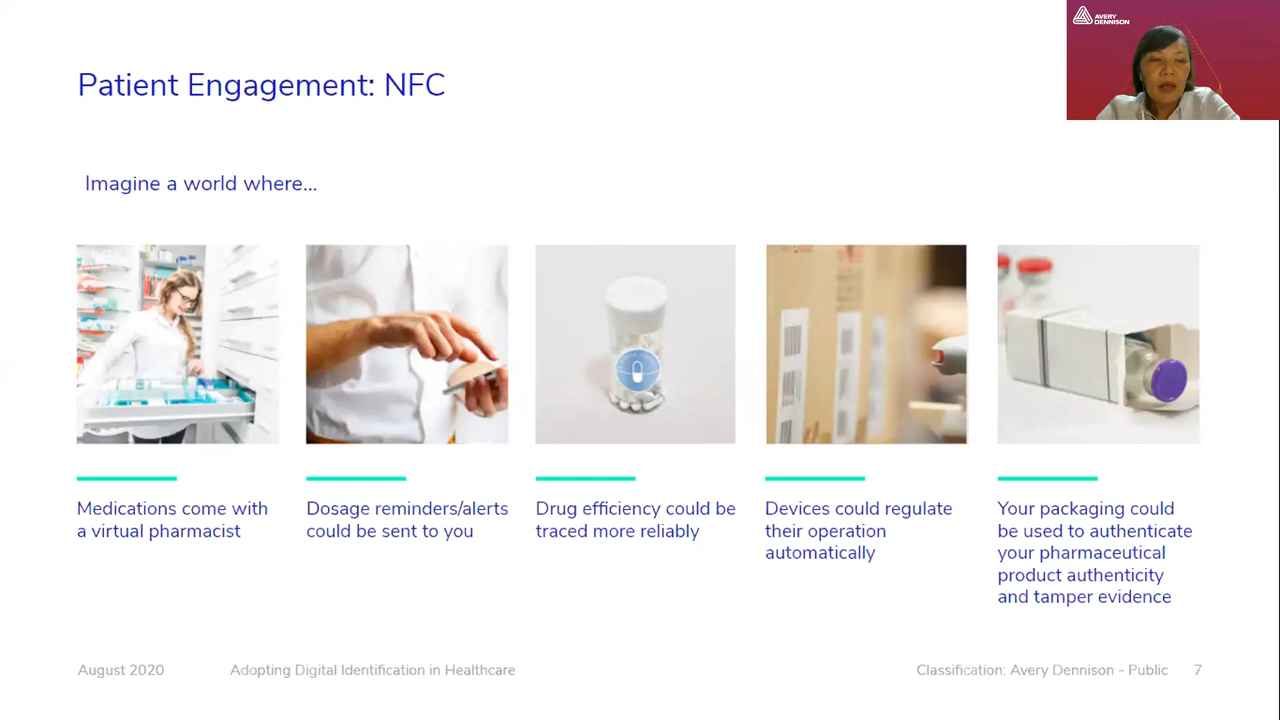 AVERY
DENNISON
Patient Engagement: NFC
Imagine a world where...
Medications come with
a virtual pharmacist
Dosage reminders/alerts
could be sent to you
Drug efficiency could be
traced more reliably
Devices could regulate
their operation
automatically
Your packaging could
be used to authenticate
your pharmaceutical
product authenticity
and tamper evidence
August 2020
Adopting Digital Identification in Healthcare
Classification: Avery Dennison - Public
7